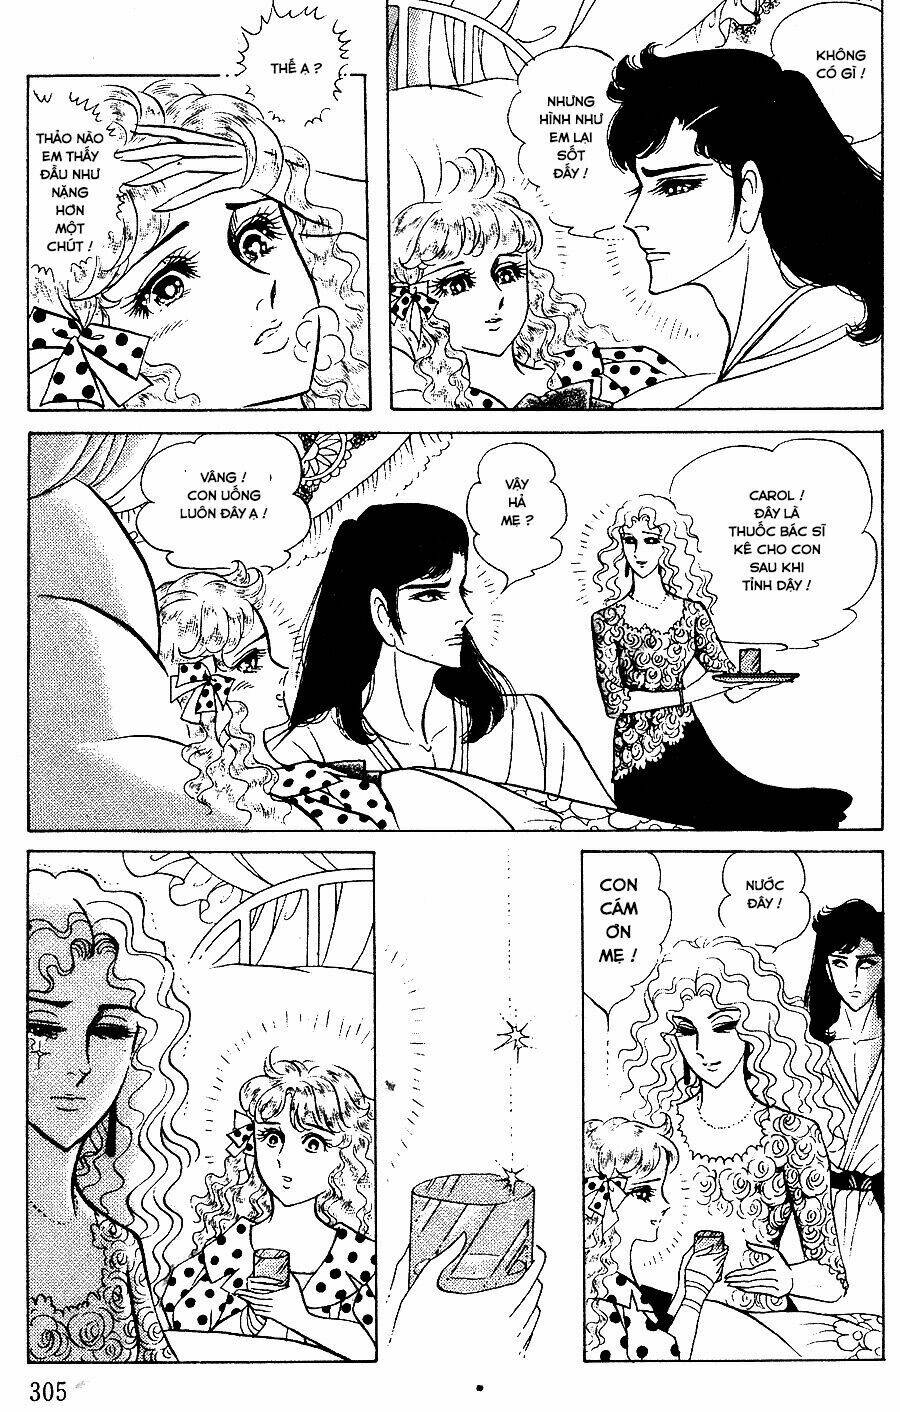 KHÔNG
CÓ GÌ !
NHƯNG
HÌNH NHƯ
EM LẠI
SỐT
ĐẤY !
THẾ Ạ ?
THẢO NÀO
EM THẤY
ĐẦU NHƯ
NẶNG
HƠN
MỘT
CHÚT !
CAROL !
ĐÂY LÀ
THUỐC BÁC SĨ
KÊ CHO CON
SAU KHI
TỈNH DẬY !
VẬY
HẢ
MẸ ?
VÂNG !
CON UỐNG
LUÔN ĐÂY Ạ !
NƯỚC
ĐÂY !
CON
CÁM
ƠN
MẸ !
305